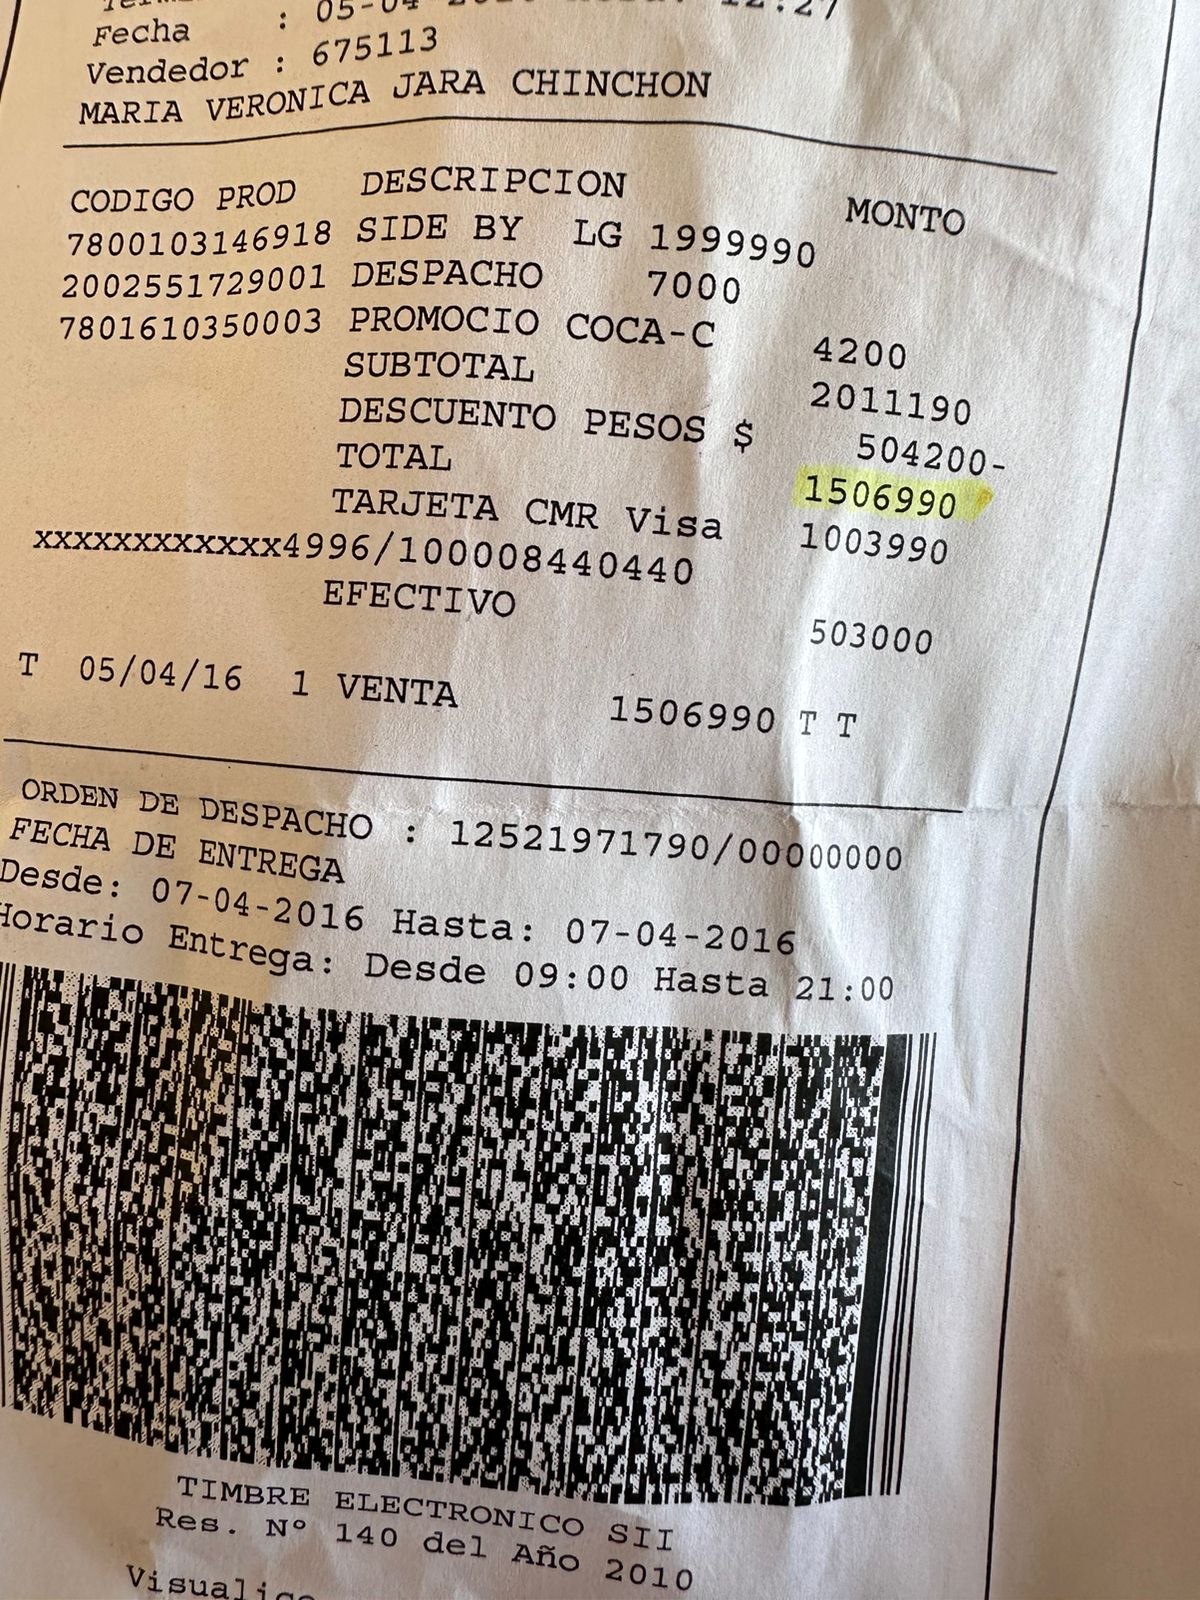 Fecha : 05-04
Vendedor : 675113
MARIA VERONICA JARA CHINCHON
CODIGO PROD DESCRIPCION MONTO
7800103146918 SIDE BY LG 1999990
2002551729001 DESPACHO 7000
7801610350003 PROMOCIO COCA-C 4200
SUBTOTAL 2011190
DESCUENTO PESOS $ 504200-
TOTAL 1506990
TARJETA CMR Visa 1003990
xxxxxxxxxxxx4996/100008440440
EFECTIVO 503000
T 05/04/16 1 VENTA 1506990 T T
ORDEN DE DESPACHO : 12521971790/00000000
FECHA DE ENTREGA
Desde: 07-04-2016 Hasta: 07-04-2016
Horario Entrega: Desde 09:00 Hasta 21:00
TIMBRE ELECTRONICO SII
Res. Nº 140 del Año 2010